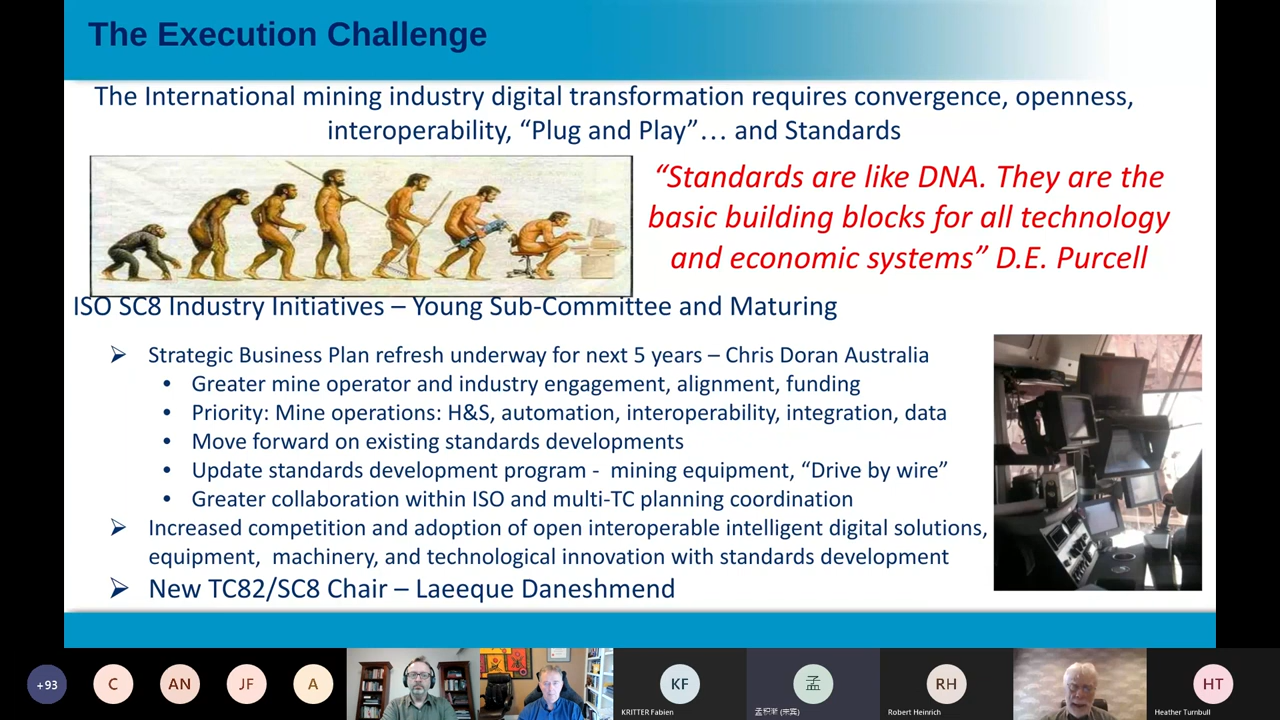 The Execution Challenge
The International mining industry digital transformation requires convergence, openness,
interoperability, “Plug and Play”… and Standards
“Standards are like DNA. They are the
basic building blocks for all technology
and economic systems” D.E. Purcell
ISO SC8 Industry Initiatives – Young Sub-Committee and Maturing
➢ Strategic Business Plan refresh underway for next 5 years – Chris Doran Australia
• Greater mine operator and industry engagement, alignment, funding
• Priority: Mine operations: H&S, automation, interoperability, integration, data
• Move forward on existing standards developments
• Update standards development program - mining equipment, “Drive by wire”
• Greater collaboration within ISO and multi-TC planning coordination
➢ Increased competition and adoption of open interoperable intelligent digital solutions,
equipment, machinery, and technological innovation with standards development
➢ New TC82/SC8 Chair – Laeeque Daneshmend
+93
C
AN
JF
A
KF
孟
RH
HT
KRITTER Fabien
Robert Heinrich
Heather Turnbull